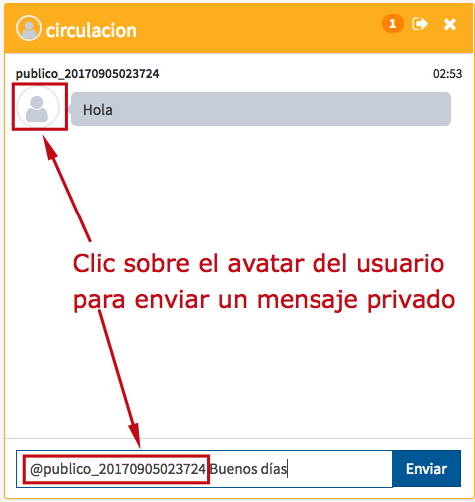 circulacion 1
publico_20170905023724 02:53
Hola
Clic sobre el avatar del usuario
para enviar un mensaje privado
@publico_20170905023724 Buenos días Enviar